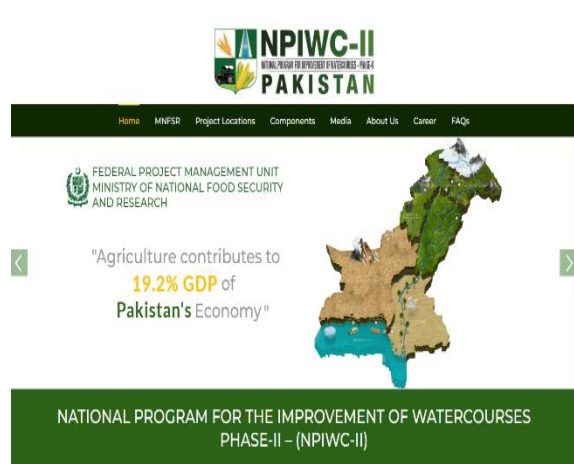 NPIWC-II
NATIONAL PROGRAM FOR IMPROVEMENT OF WATERCOURSES - PHASE-II
PAKISTAN
Home MNFSR Project Locations Components Media About Us Career FAQs
FEDERAL PROJECT MANAGEMENT UNIT
MINISTRY OF NATIONAL FOOD SECURITY
AND RESEARCH
"Agriculture contributes to
19.2% GDP of
Pakistan's Economy"
NATIONAL PROGRAM FOR THE IMPROVEMENT OF WATERCOURSES
PHASE-II – (NPIWC-II)